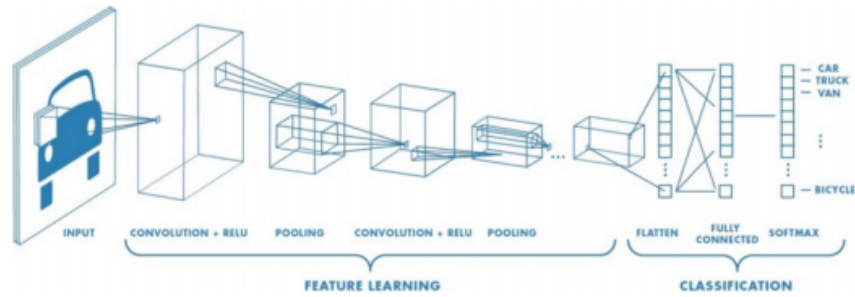 CAR
TRUCK
VAN
BICYCLE
INPUT
CONVOLUTION + RELU
POOLING
CONVOLUTION + RELU
POOLING
FLATTEN
FULLY
CONNECTED
SOFTMAX
FEATURE LEARNING
CLASSIFICATION